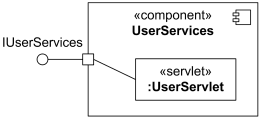 «component»
UserServices
IUserServices
«servlet»
:UserServlet